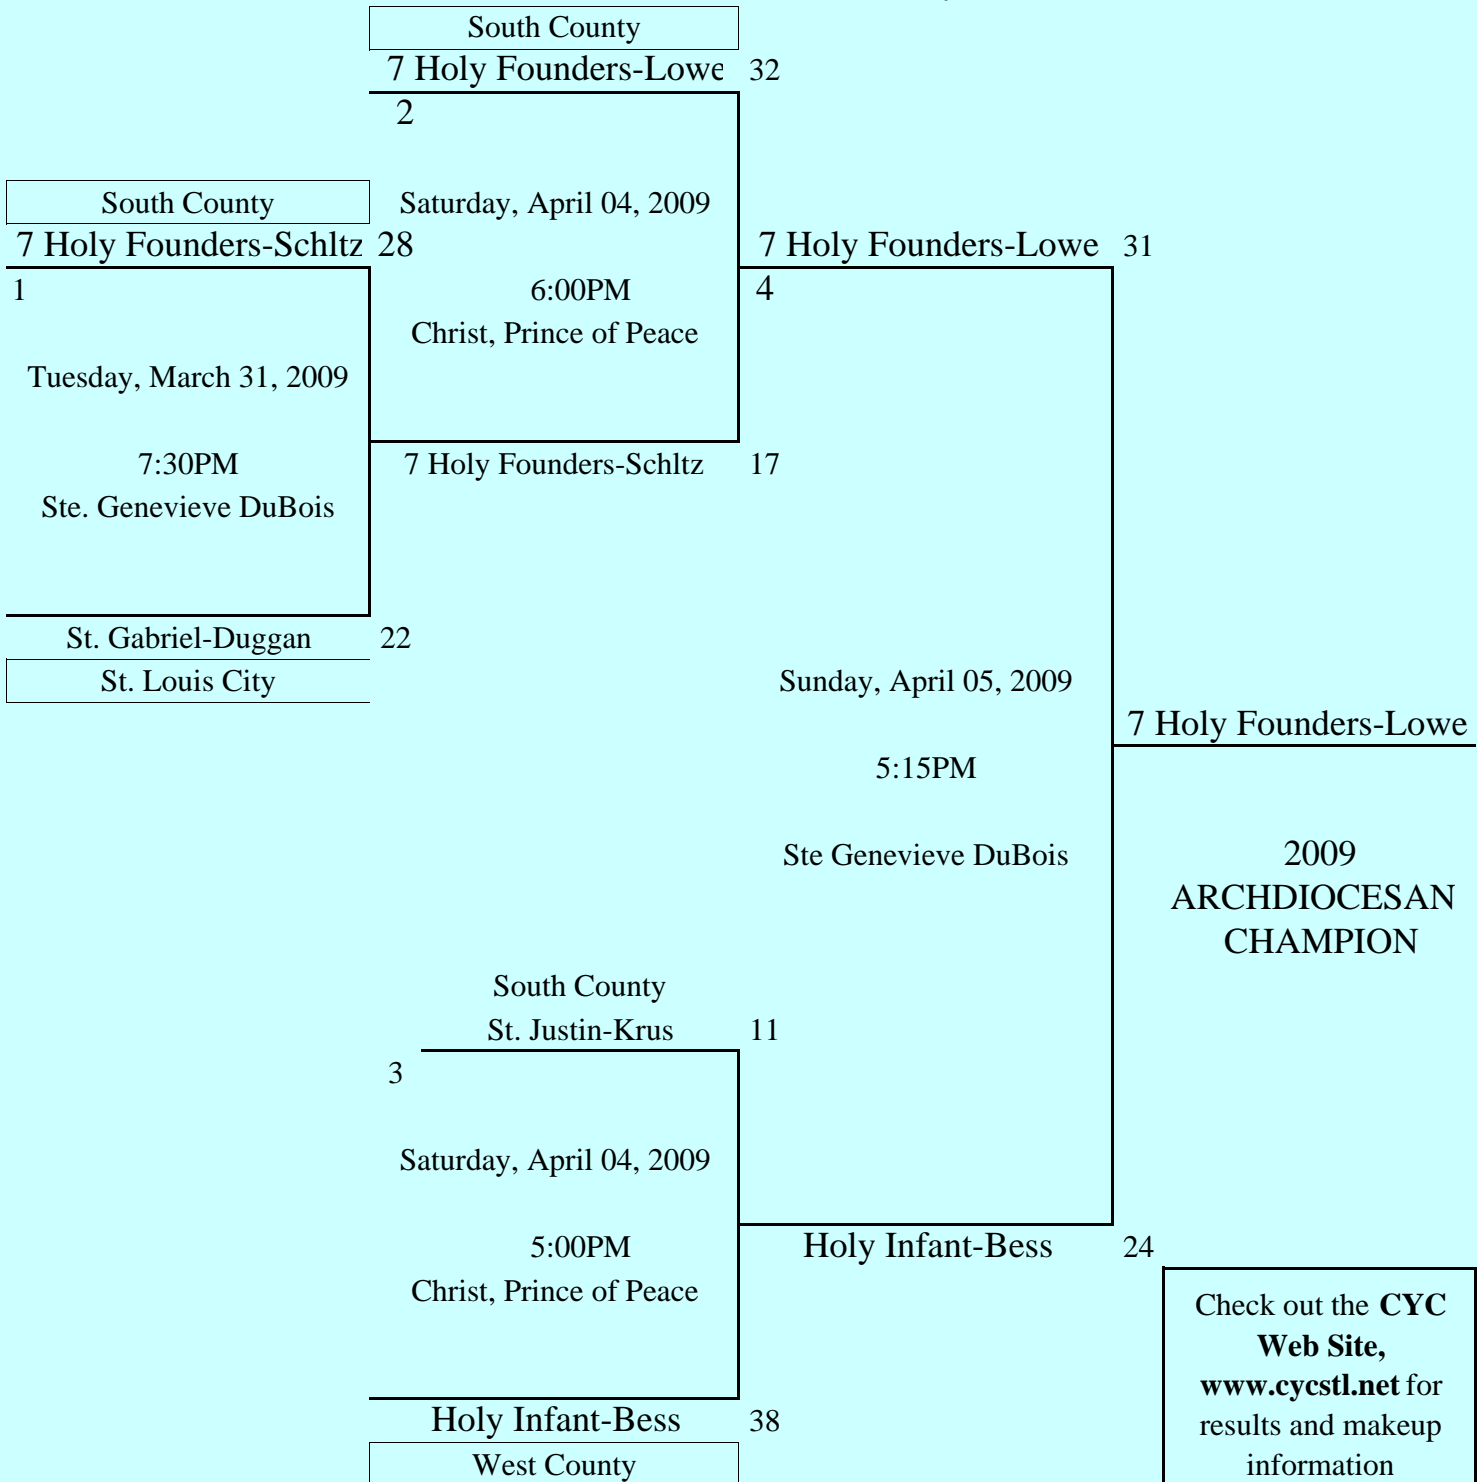 South County
7 Holy Founders-Lowe 32
2
South County
Saturday, April 04, 2009
7 Holy Founders-Schltz 28
7 Holy Founders-Lowe 31
1
6:00PM
4
Christ, Prince of Peace
Tuesday, March 31, 2009
7:30PM
7 Holy Founders-Schltz 17
Ste. Genevieve DuBois
St. Gabriel-Duggan 22
St. Louis City
Sunday, April 05, 2009
7 Holy Founders-Lowe
5:15PM
Ste Genevieve DuBois
2009
ARCHDIOCESAN
CHAMPION
South County
St. Justin-Krus 11
3
Saturday, April 04, 2009
5:00PM
Holy Infant-Bess 24
Christ, Prince of Peace
Check out the CYC
Web Site,
www.cycstl.net for
results and makeup
information
Holy Infant-Bess 38
West County